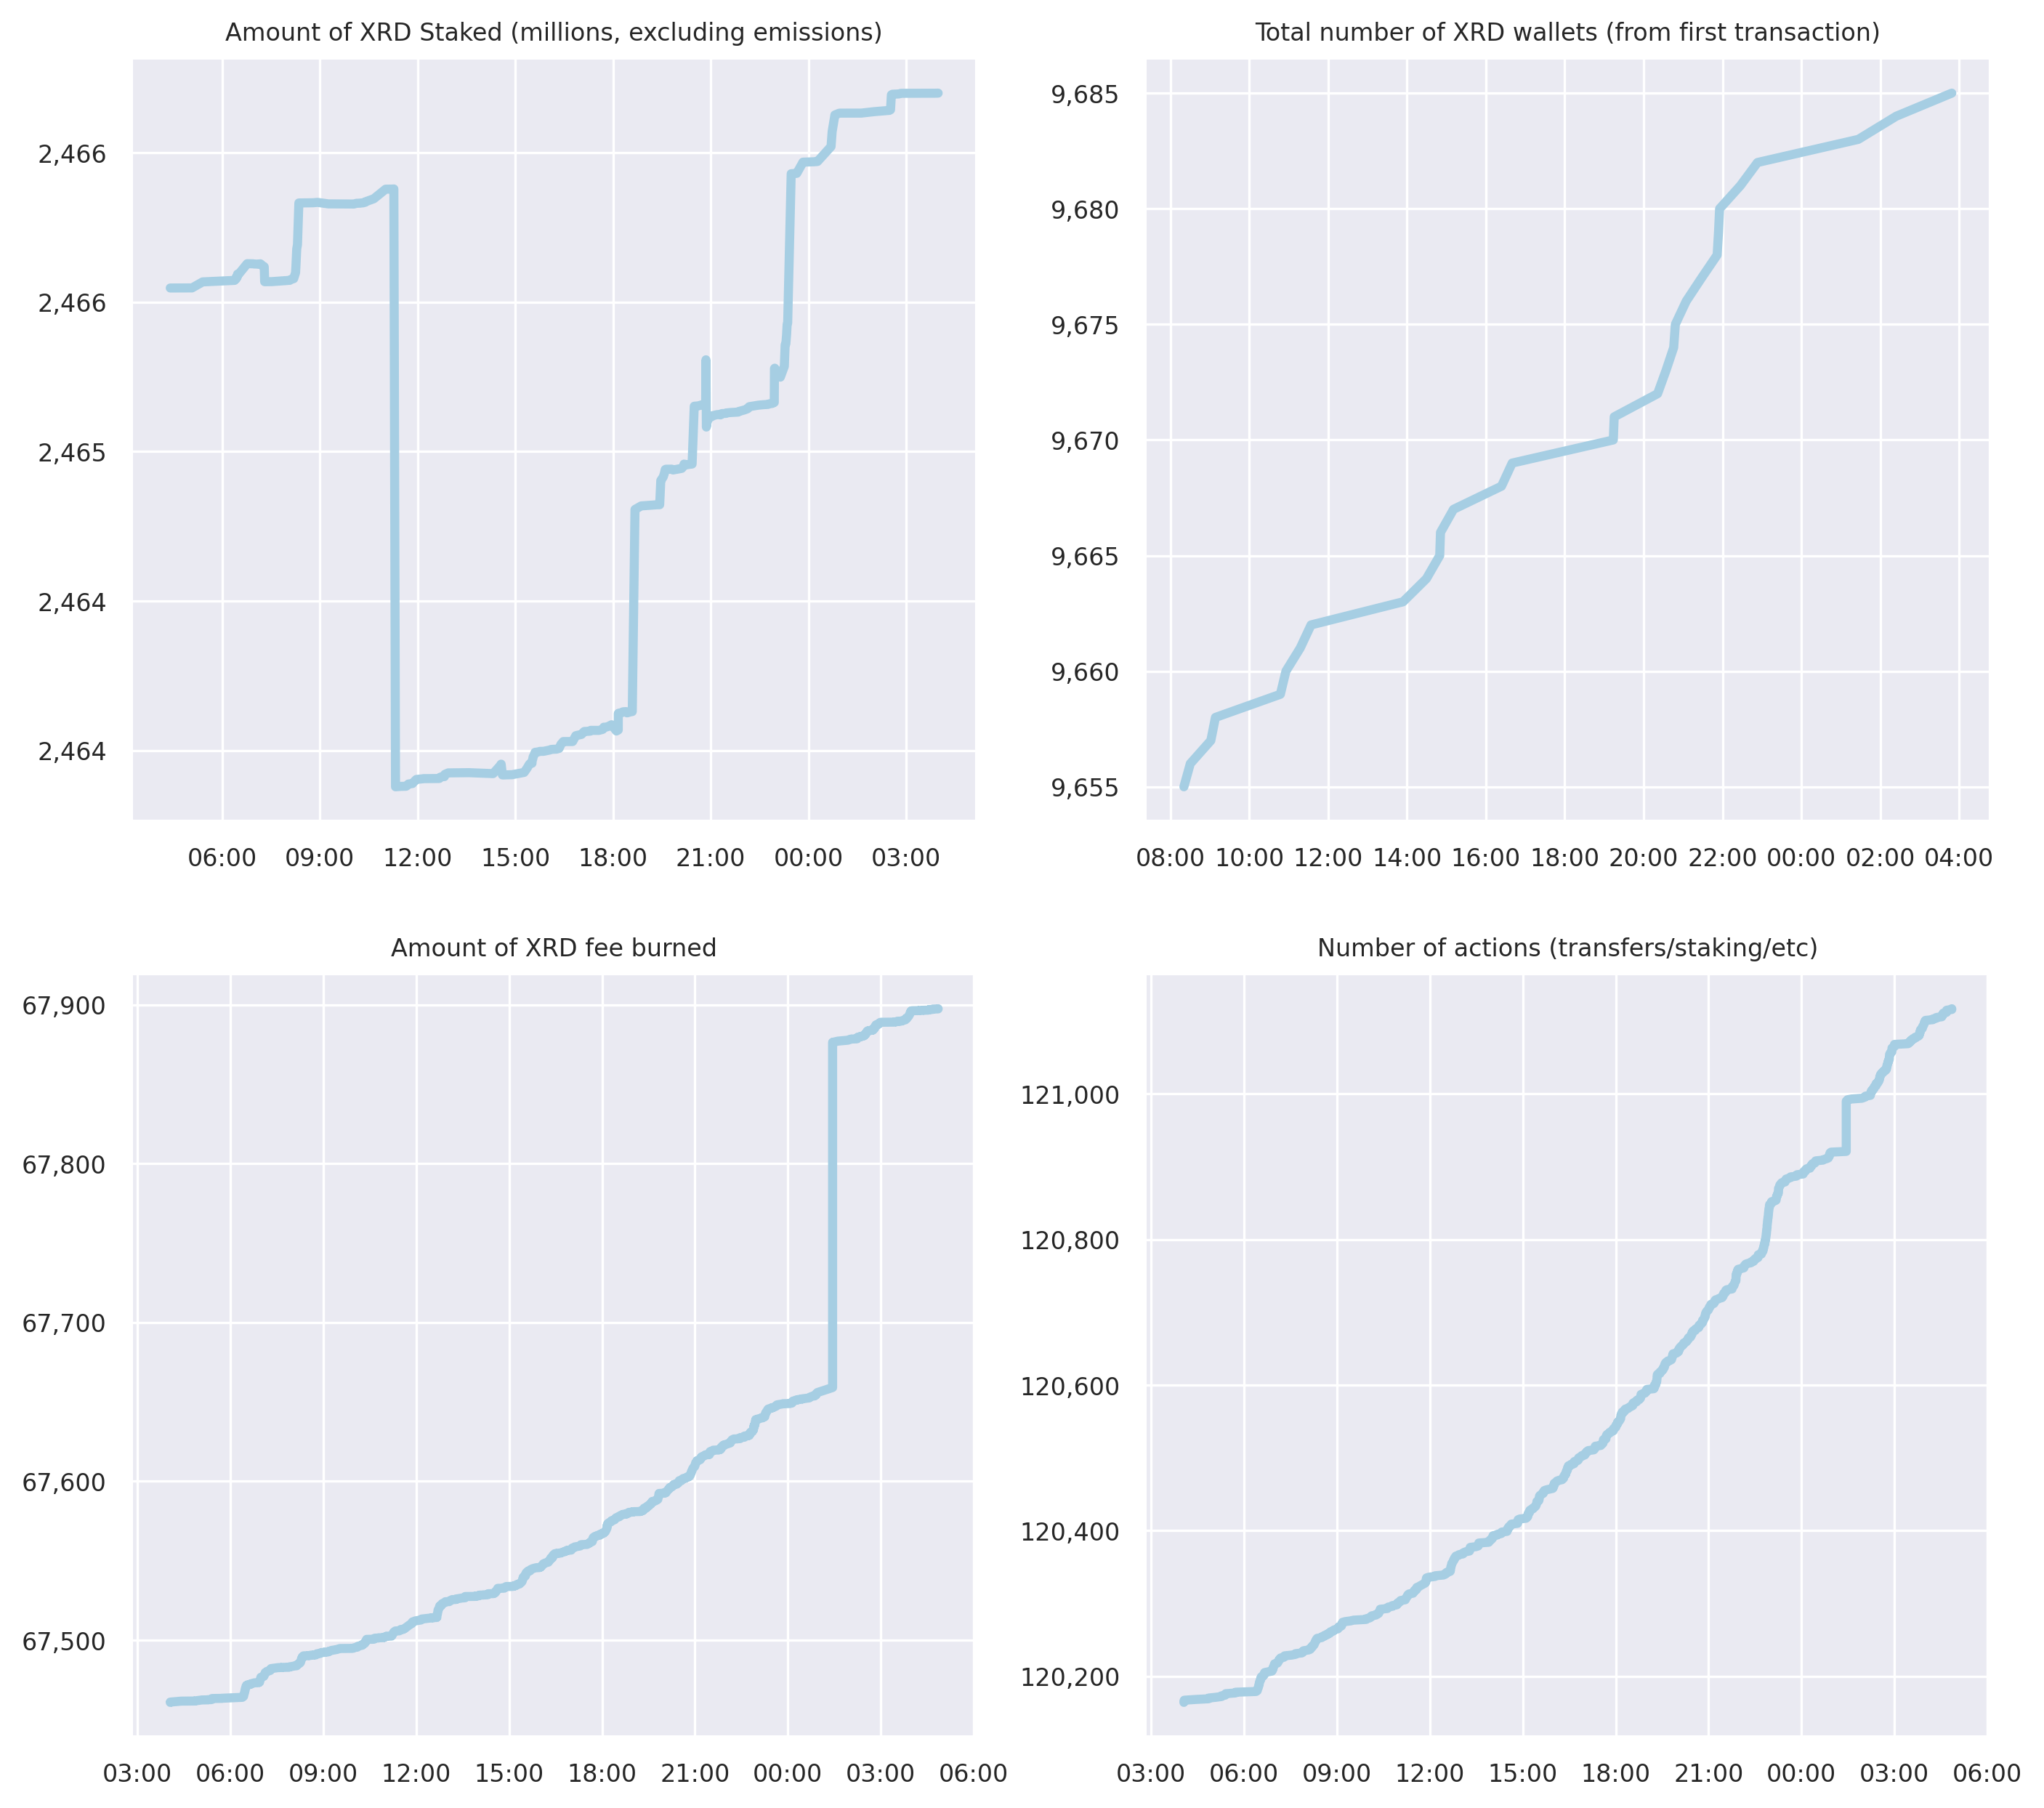 Amount of XRD Staked (millions, excluding emissions)
2,466
2,466
2,465
2,464
2,464
06:00 09:00 12:00 15:00 18:00 21:00 00:00 03:00
Total number of XRD wallets (from first transaction)
9,685
9,680
9,675
9,670
9,665
9,660
9,655
08:00 10:00 12:00 14:00 16:00 18:00 20:00 22:00 00:00 02:00 04:00
Amount of XRD fee burned
67,900
67,800
67,700
67,600
67,500
03:00 06:00 09:00 12:00 15:00 18:00 21:00 00:00 03:00 06:00
Number of actions (transfers/staking/etc)
121,000
120,800
120,600
120,400
120,200
03:00 06:00 09:00 12:00 15:00 18:00 21:00 00:00 03:00 06:00